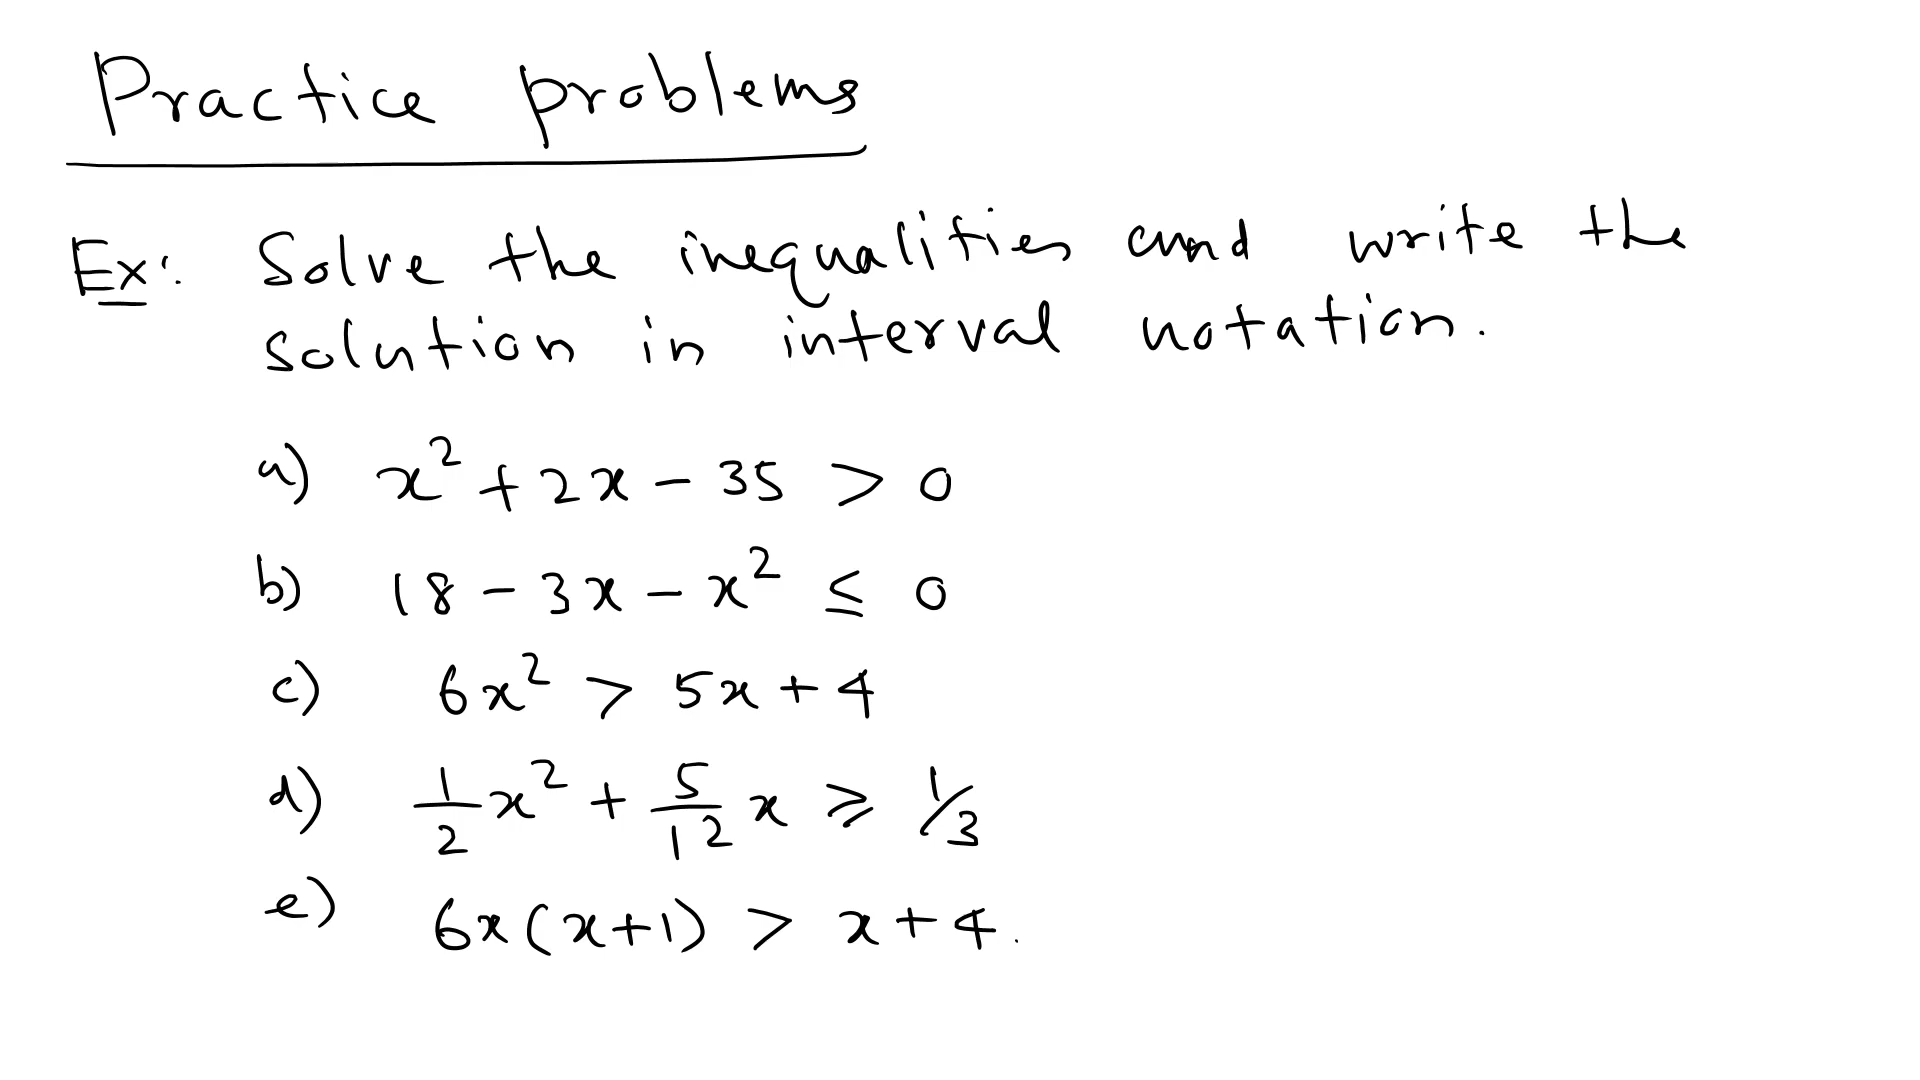 Practice problems
Ex: Solve the inequalities and write the
solution in interval notation.
a) x² + 2x - 35 > 0
b) 18 - 3x - x² ≤ 0
c) 6x² > 5x + 4
d) 1/2 x² + 5/12 x ≥ 1/3
e) 6x(x+1) > x + 4.